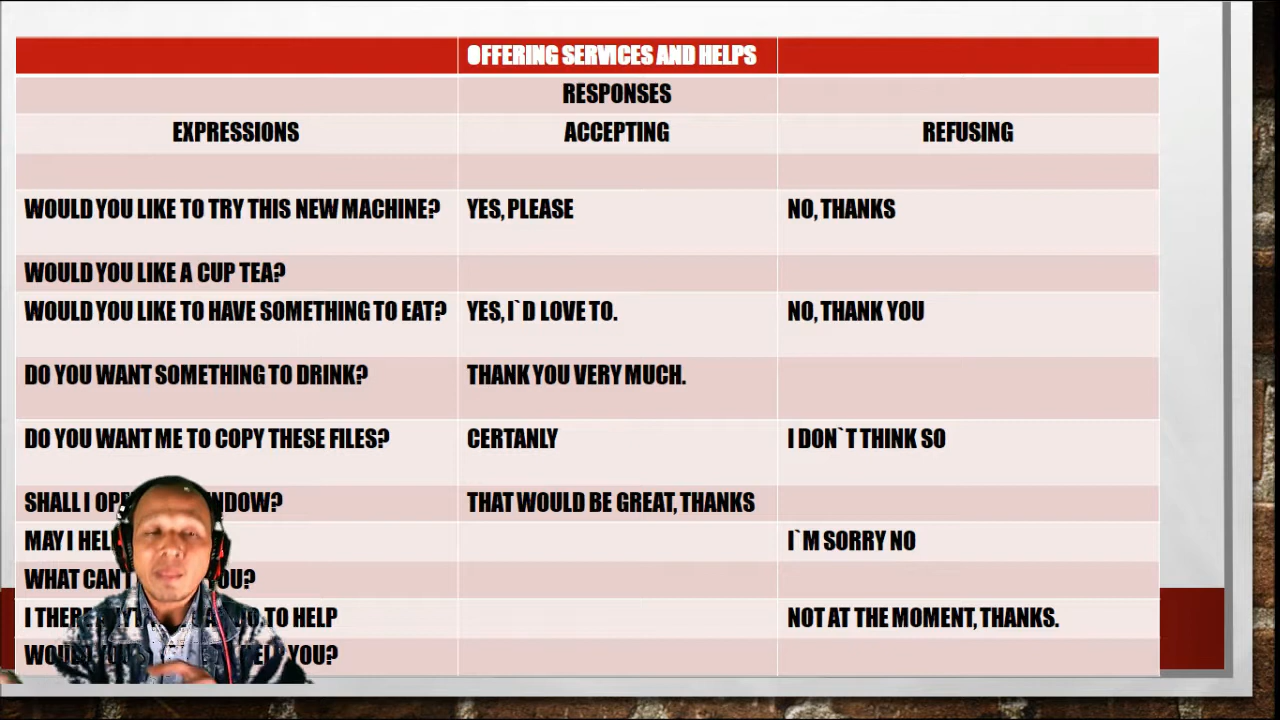 OFFERING SERVICES AND HELPS
RESPONSES
EXPRESSIONS ACCEPTING REFUSING
WOULD YOU LIKE TO TRY THIS NEW MACHINE? YES, PLEASE NO, THANKS
WOULD YOU LIKE A CUP TEA?
WOULD YOU LIKE TO HAVE SOMETHING TO EAT? YES, I`D LOVE TO. NO, THANK YOU
DO YOU WANT SOMETHING TO DRINK? THANK YOU VERY MUCH.
DO YOU WANT ME TO COPY THESE FILES? CERTANLY I DON`T THINK SO
SHALL I THAT WOULD BE GREAT, THANKS
MAY I I`M SORRY NO
WHAT CAN YOU?
I THERE TO HELP NOT AT THE MOMENT, THANKS.
YOU?